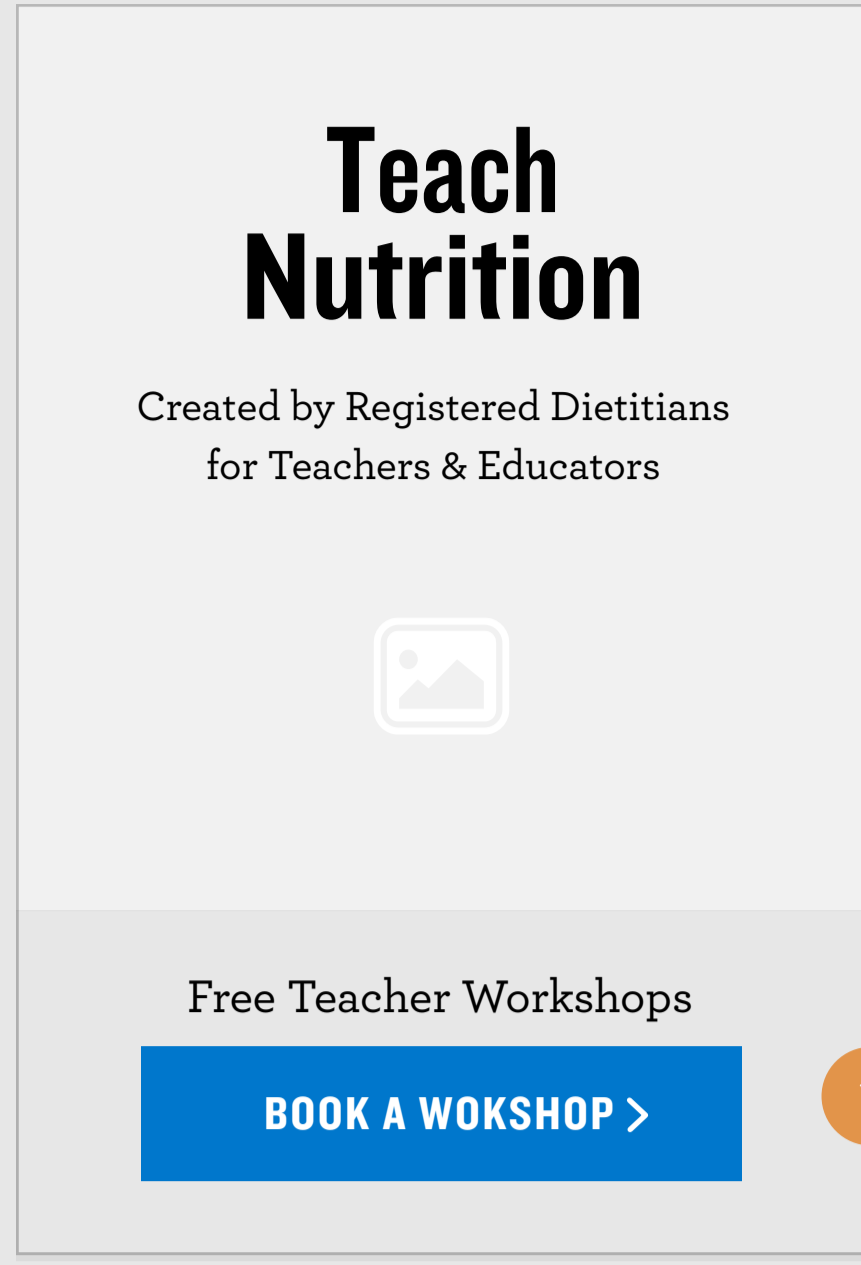 Teach
Nutrition
Created by Registered Dietitians
for Teachers & Educators
Free Teacher Workshops
BOOK A WOKSHOP >